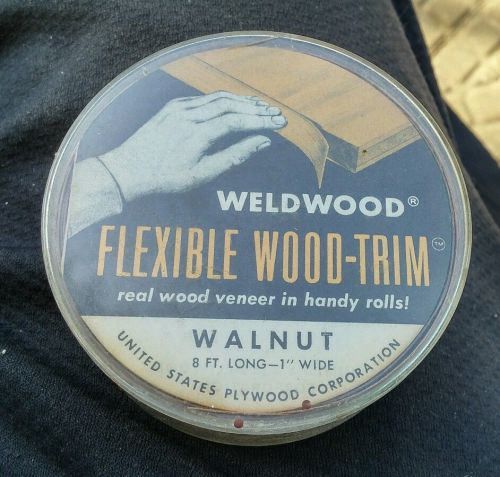 WELDWOOD®
FLEXIBLE WOOD-TRIM™
real wood veneer in handy rolls!
WALNUT
8 FT. LONG—1" WIDE
UNITED STATES PLYWOOD CORPORATION